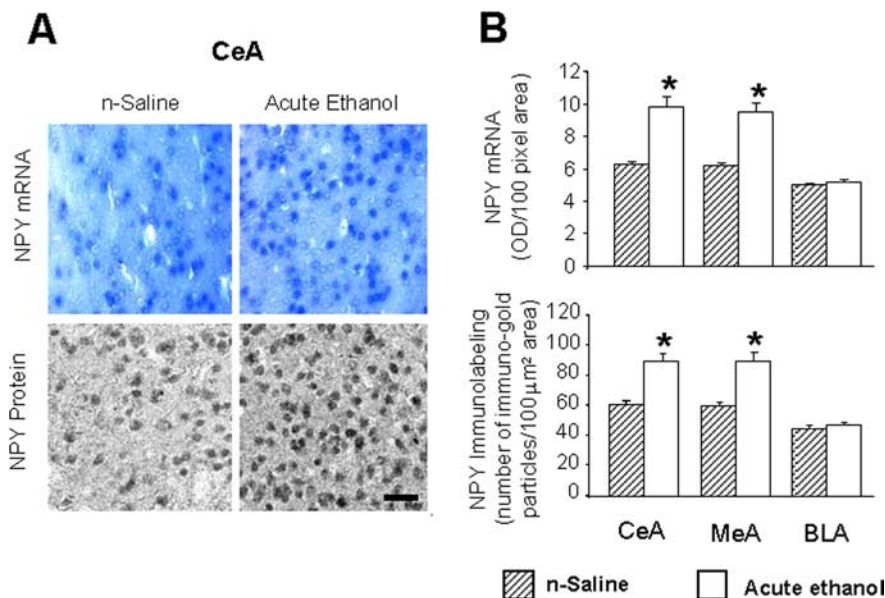 A
CeA
n-Saline
Acute Ethanol
NPY mRNA
NPY Protein
B
NPY mRNA
(OD/100 pixel area)
12
10
8
6
4
2
0
*
*
NPY Immunolabeling
(number of immuno-gold
particles/100µm² area)
120
100
80
60
40
20
0
*
*
CeA MeA BLA
n-Saline Acute ethanol